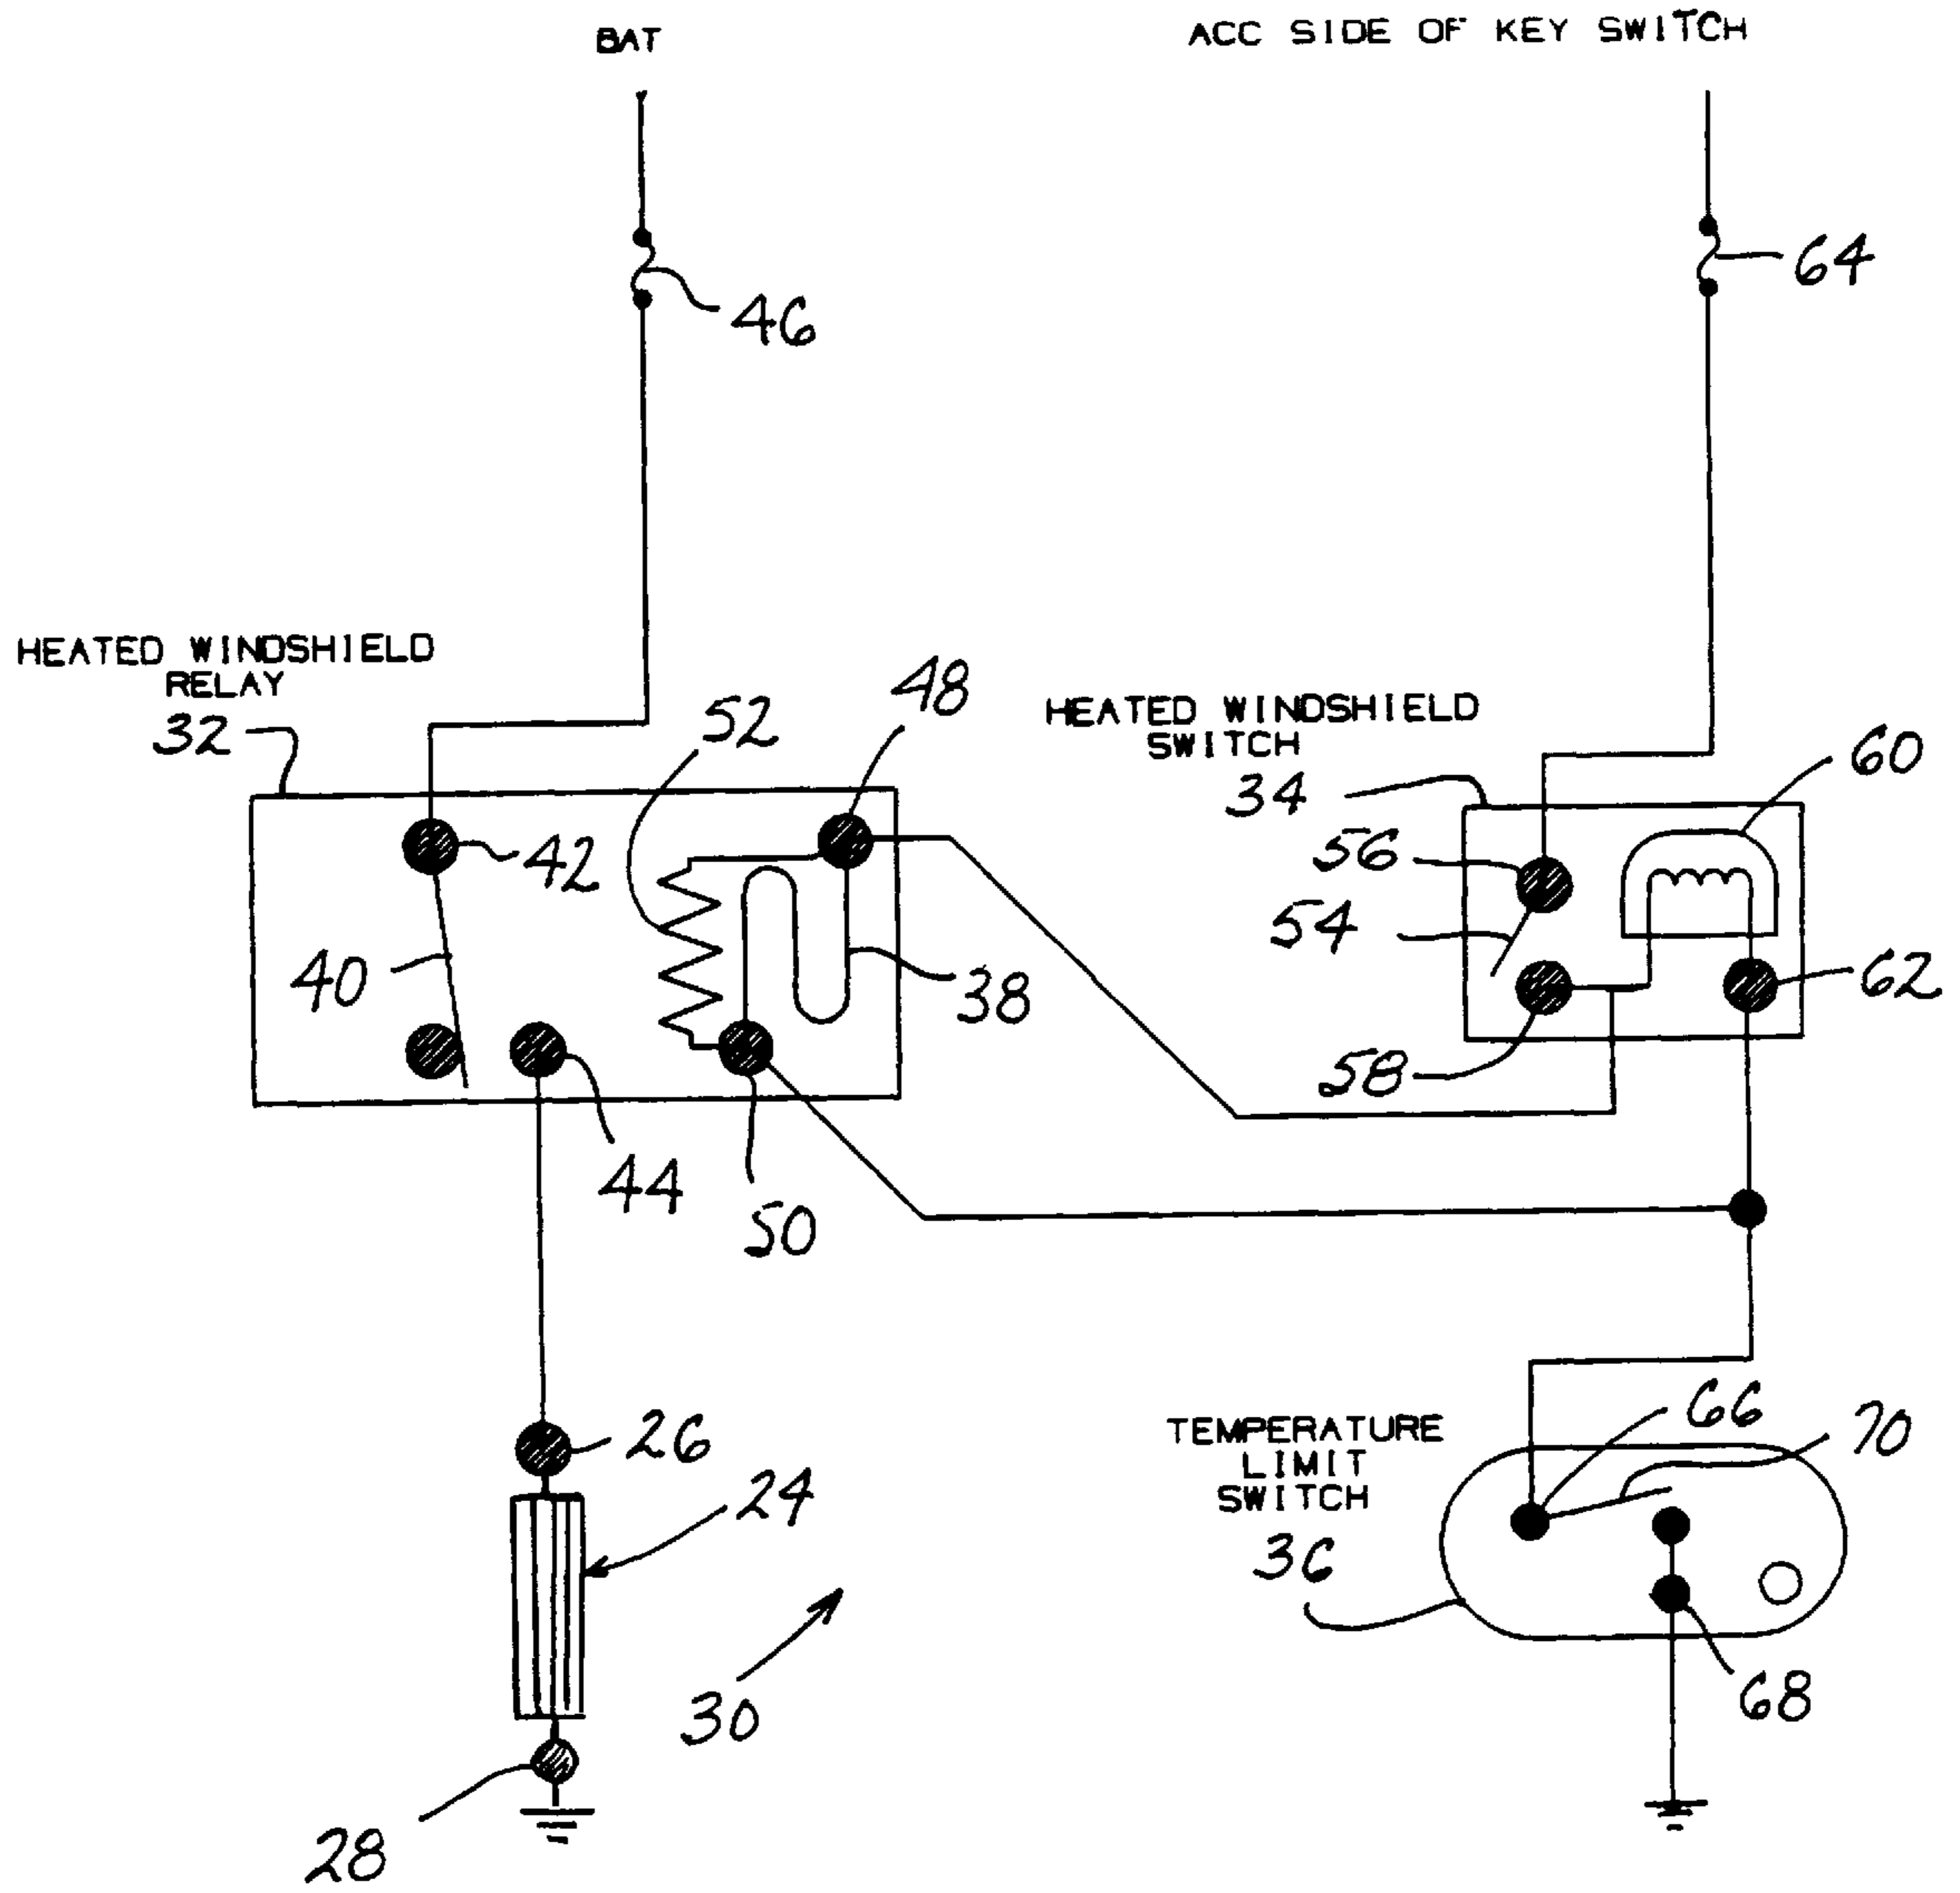 BAT
ACC SIDE OF KEY SWITCH
64
46
HEATED WINDSHIELD
RELAY
32
52
48
HEATED WINDSHIELD
SWITCH
34
60
56
42
54
40
38
62
58
44
50
26
24
TEMPERATURE
LIMIT
SWITCH
36
66
70
30
68
28